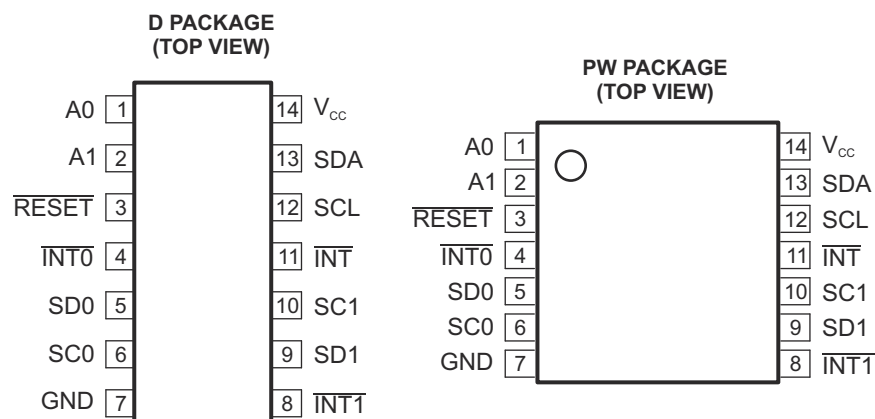 D PACKAGE
(TOP VIEW)
A0 1 14 VCC
A1 2 13 SDA
RESET 3 12 SCL
INT0 4 11 INT
SD0 5 10 SC1
SC0 6 9 SD1
GND 7 8 INT1
PW PACKAGE
(TOP VIEW)
A0 1 14 VCC
A1 2 13 SDA
RESET 3 12 SCL
INT0 4 11 INT
SD0 5 10 SC1
SC0 6 9 SD1
GND 7 8 INT1